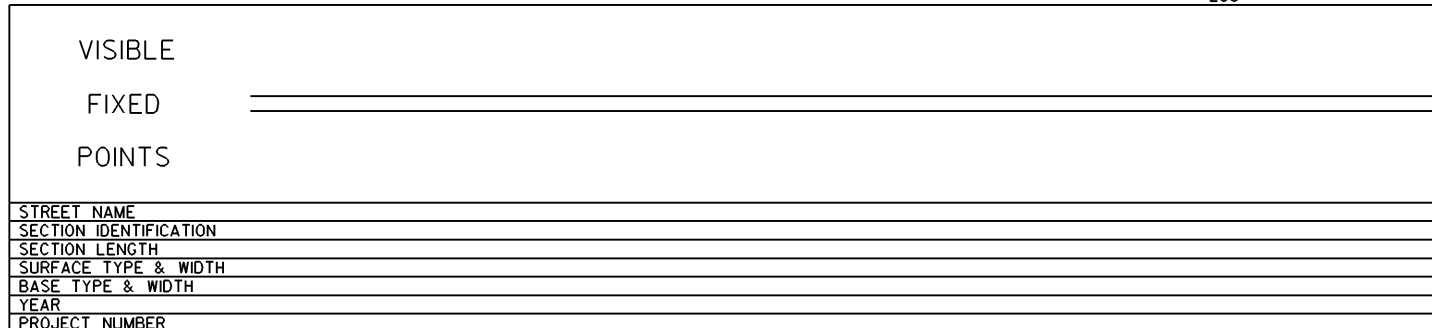 VISIBLE
FIXED
POINTS
STREET NAME
SECTION IDENTIFICATION
SECTION LENGTH
SURFACE TYPE & WIDTH
BASE TYPE & WIDTH
YEAR
PROJECT NUMBER